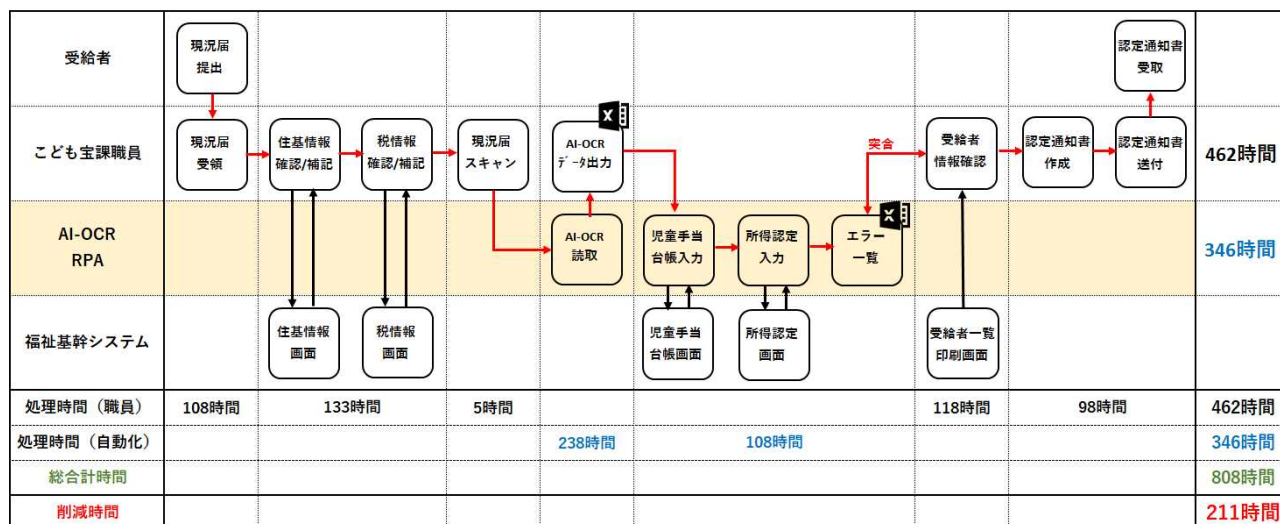 受給者
現況届
提出
認定通知書
受取
こども宝課職員
現況届
受領
住基情報
確認/補記
税情報
確認/補記
現況届
スキャン
X
AI-OCR
データ出力
突合
受給者
情報確認
認定通知書
作成
認定通知書
送付
462時間
AI-OCR
RPA
AI-OCR
読取
児童手当
台帳入力
所得認定
入力
X
エラー
一覧
346時間
福祉基幹システム
住基情報
画面
税情報
画面
児童手当
台帳画面
所得認定
画面
受給者一覧
印刷画面
処理時間（職員） 108時間 133時間 5時間 118時間 98時間 462時間
処理時間（自動化） 238時間 108時間 346時間
総合計時間 808時間
削減時間 211時間